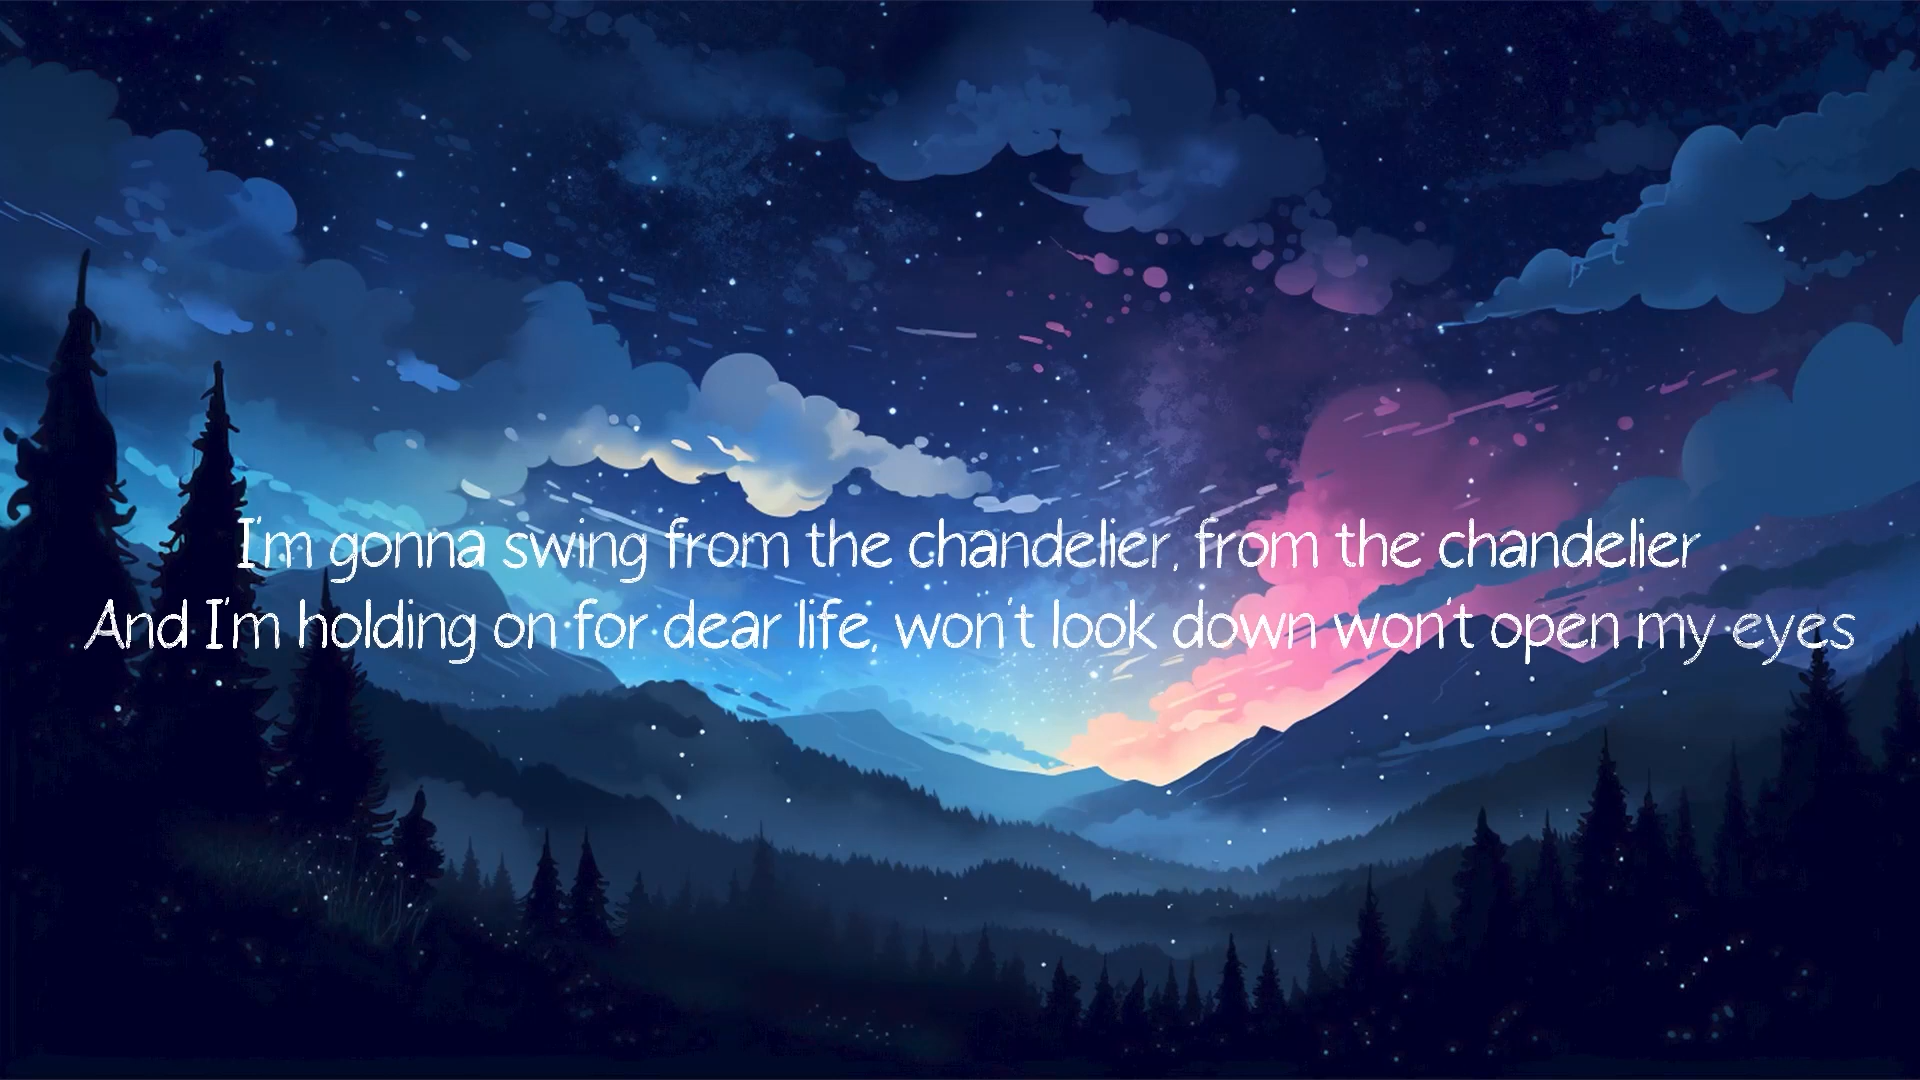 I'm gonna swing from the chandelier, from the chandelier
And I'm holding on for dear life, won't look down won't open my eyes